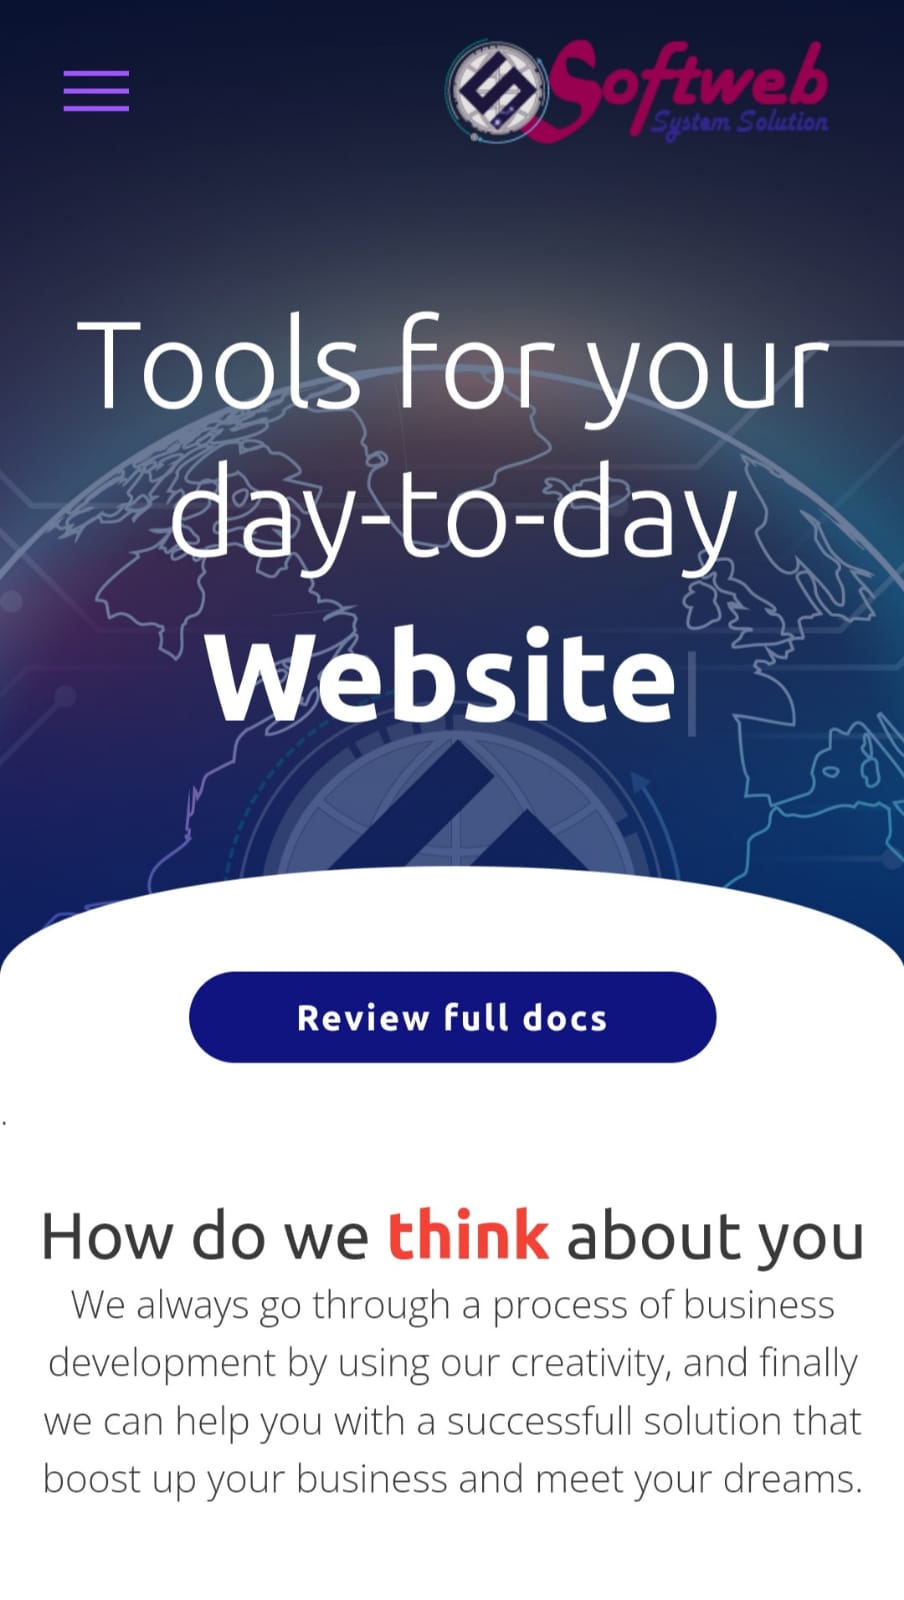 Softweb
System Solution
Tools for your
day-to-day
Website
Review full docs
.
How do we think about you
We always go through a process of business
development by using our creativity, and finally
we can help you with a successfull solution that
boost up your business and meet your dreams.